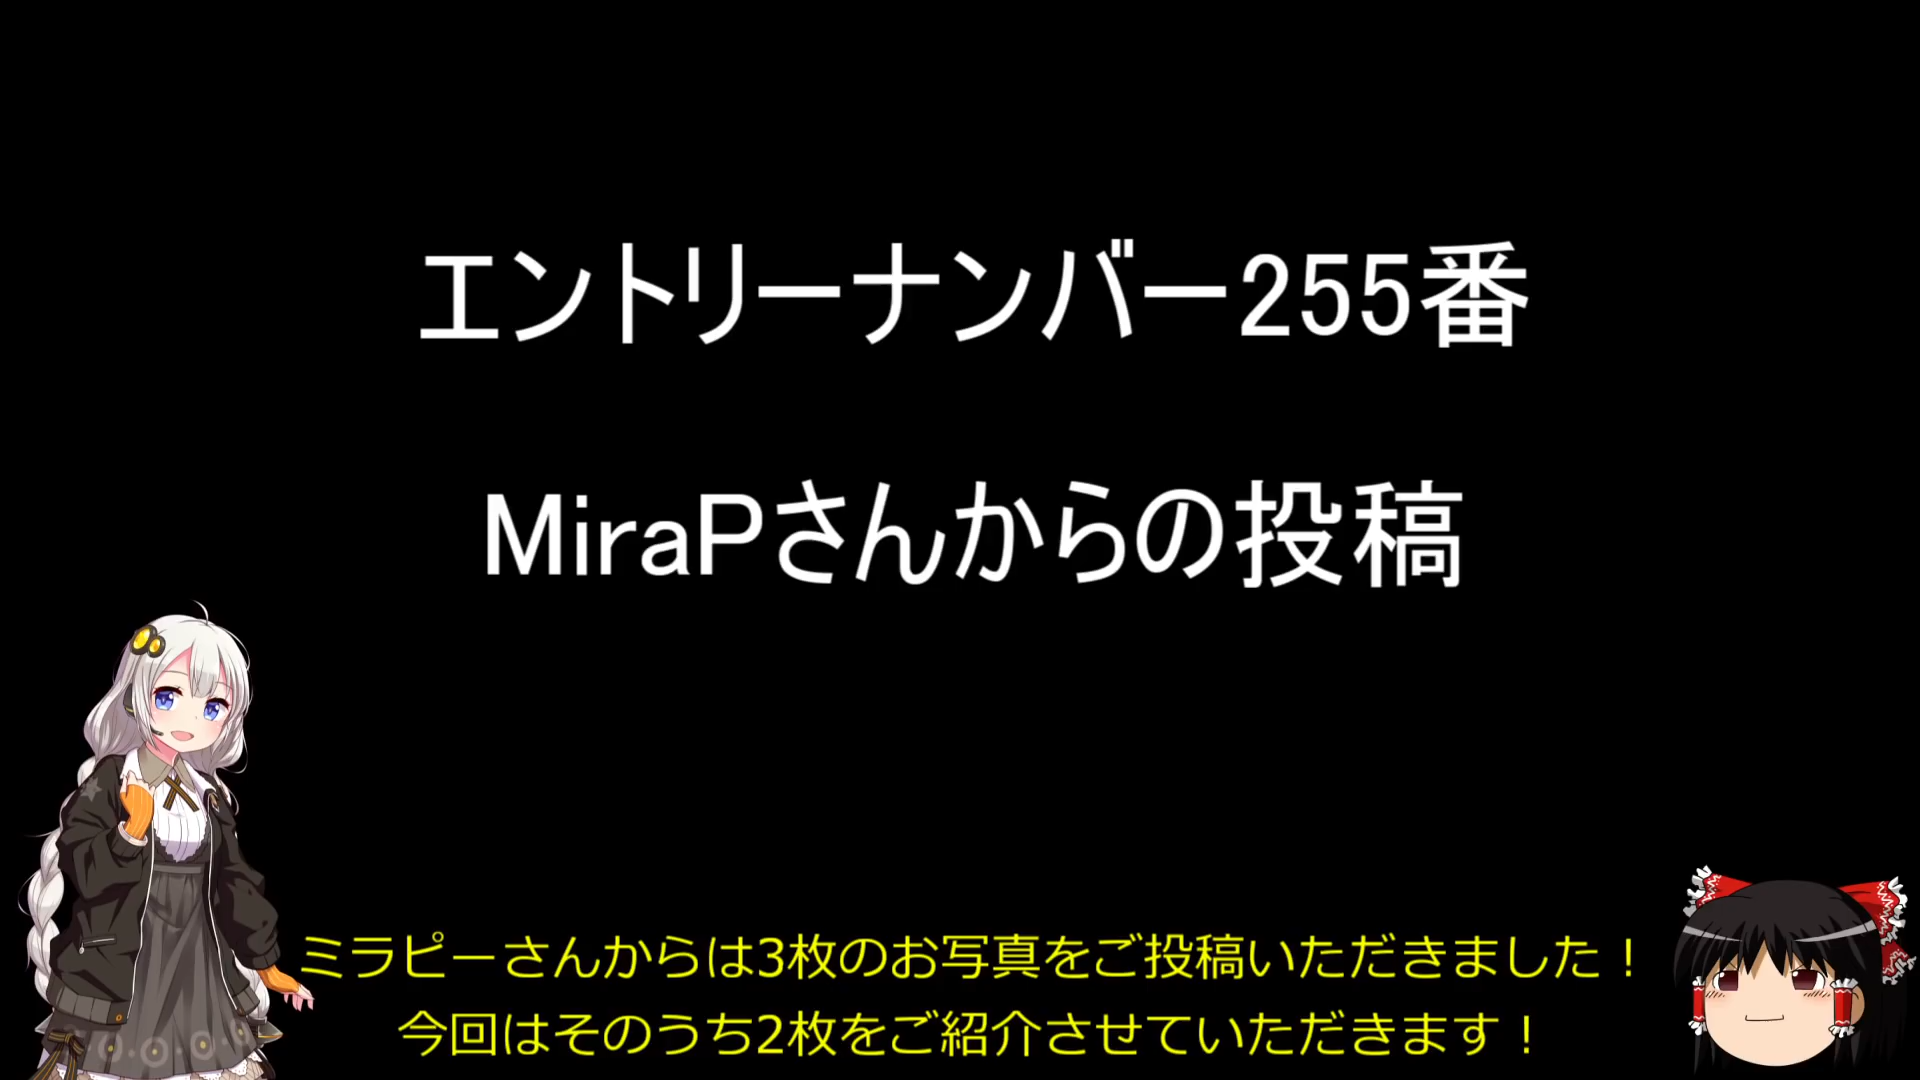 エントリーナンバー255番
MiraPさんからの投稿
ミラピーさんからは3枚のお写真をご投稿いただきました！
今回はそのうち2枚をご紹介させていただきます！